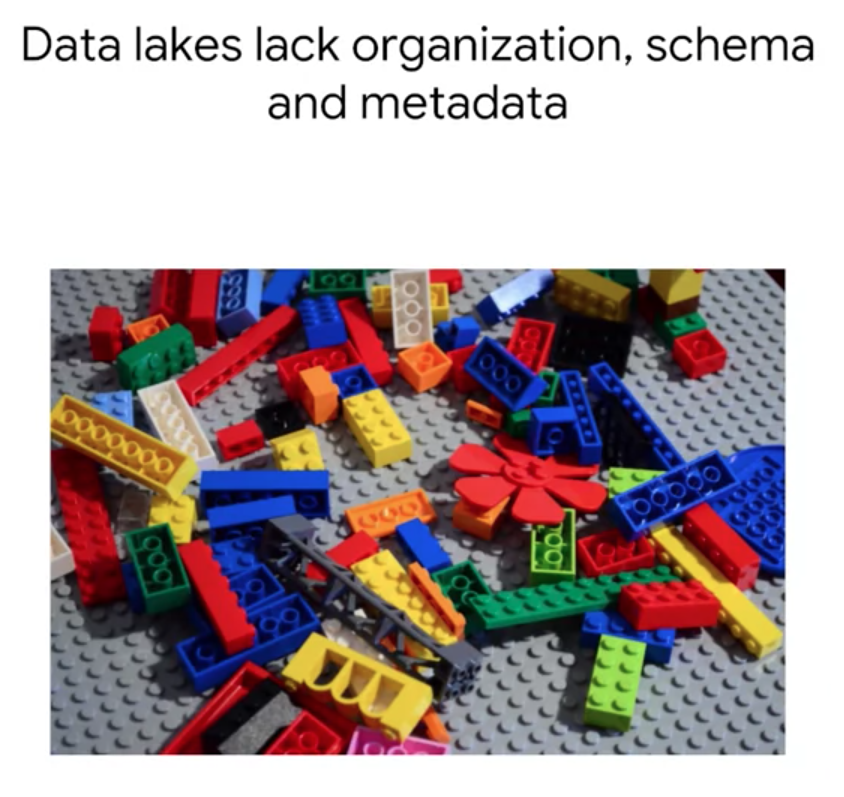 Data lakes lack organization, schema
and metadata